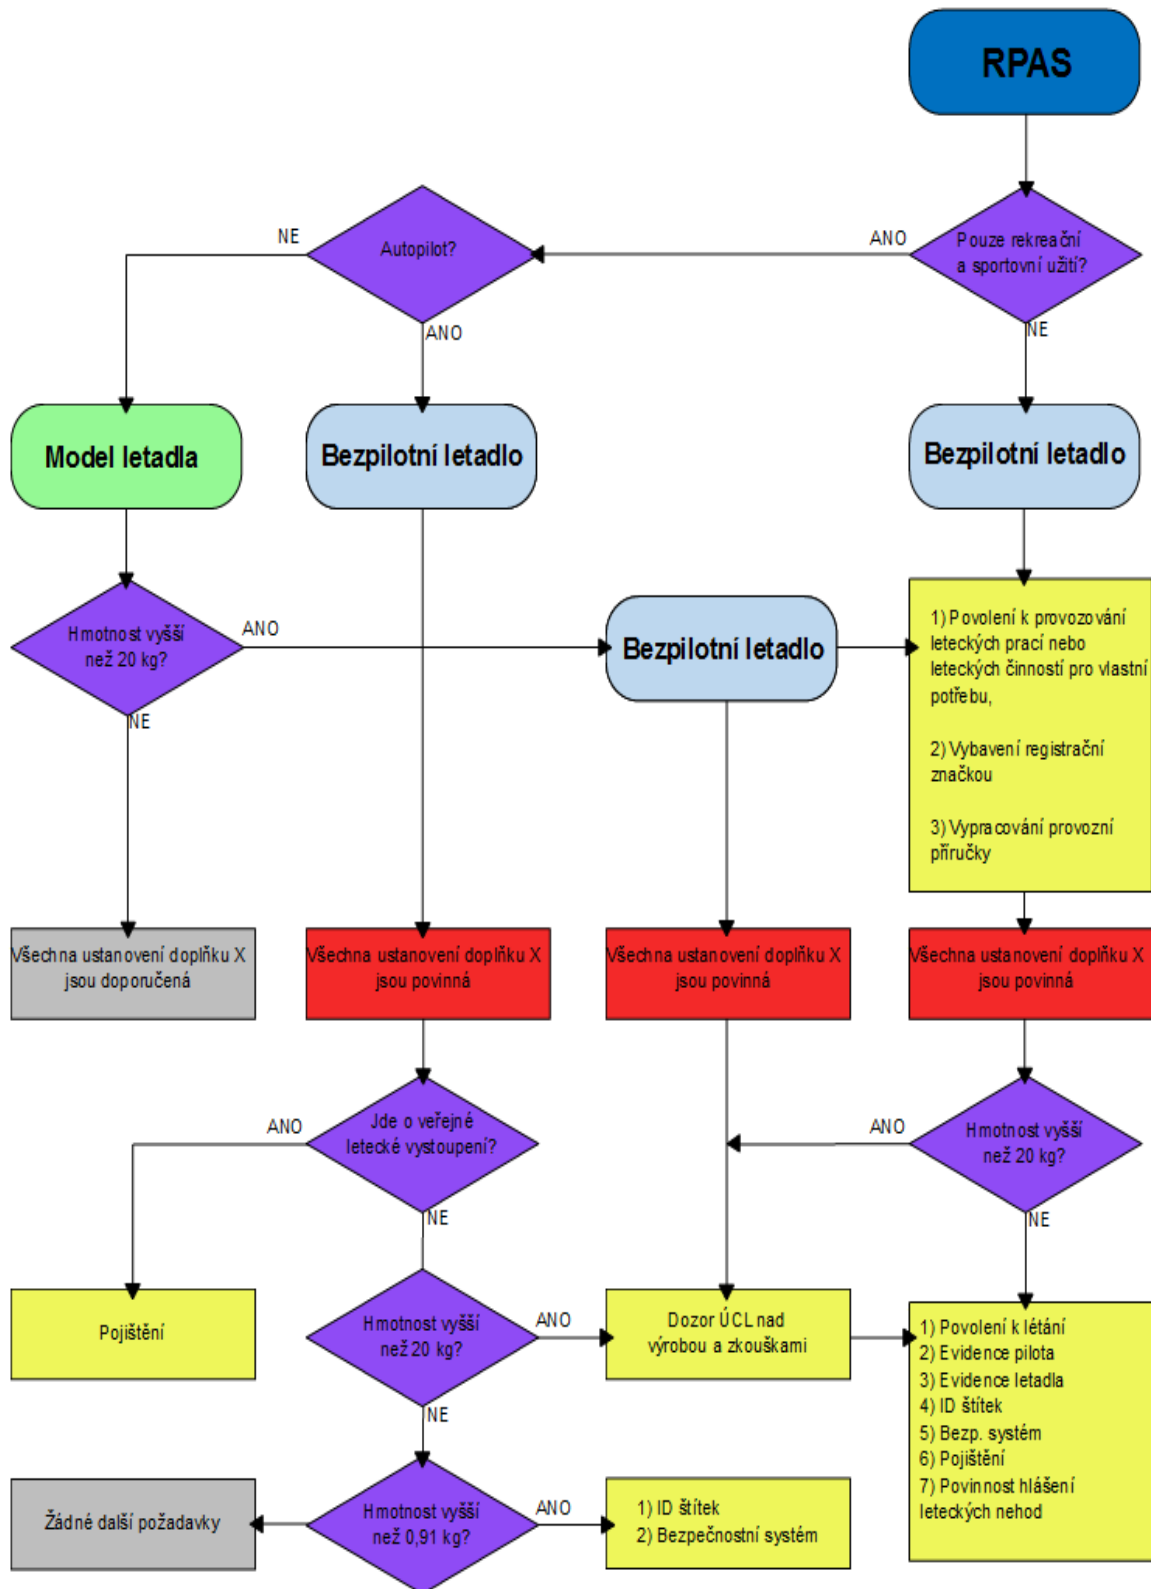 RPAS
Pouze rekreační
a sportovní užití?
ANO
NE
Autopilot?
NE
ANO
Model letadla
Bezpilotní letadlo
Bezpilotní letadlo
Hmotnost vyšší
než 20 kg?
ANO
NE
Bezpilotní letadlo
1) Povolení k provozování
leteckých prací nebo
leteckých činností pro vlastní
potřebu,
2) Vybavení registrační
značkou
3) Vypracování provozní
příručky
Všechna ustanovení doplňku X
jsou doporučená
Všechna ustanovení doplňku X
jsou povinná
Všechna ustanovení doplňku X
jsou povinná
Všechna ustanovení doplňku X
jsou povinná
Jde o veřejné
letecké vystoupení?
ANO
NE
Hmotnost vyšší
než 20 kg?
ANO
NE
Pojištění
Hmotnost vyšší
než 20 kg?
ANO
NE
Dozor ÚCL nad
výrobou a zkouškami
1) Povolení k létání
2) Evidence pilota
3) Evidence letadla
4) ID štítek
5) Bezp. systém
6) Pojištění
7) Povinnost hlášení
leteckých nehod
Žádné další požadavky
Hmotnost vyšší
než 0,91 kg?
ANO
1) ID štítek
2) Bezpečnostní systém